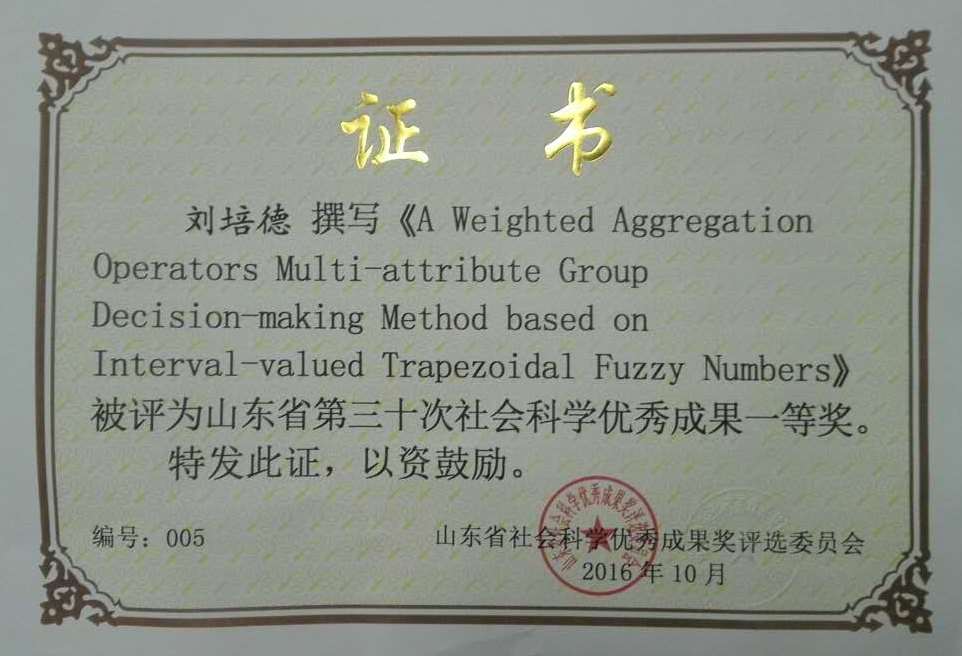 证书
刘培德 撰写《A Weighted Aggregation
Operators Multi-attribute Group
Decision-making Method based on
Interval-valued Trapezoidal Fuzzy Numbers》
被评为山东省第三十次社会科学优秀成果一等奖。
特发此证，以资鼓励。
编号：005
山东省社会科学优秀成果奖评选委员会
2016年10月